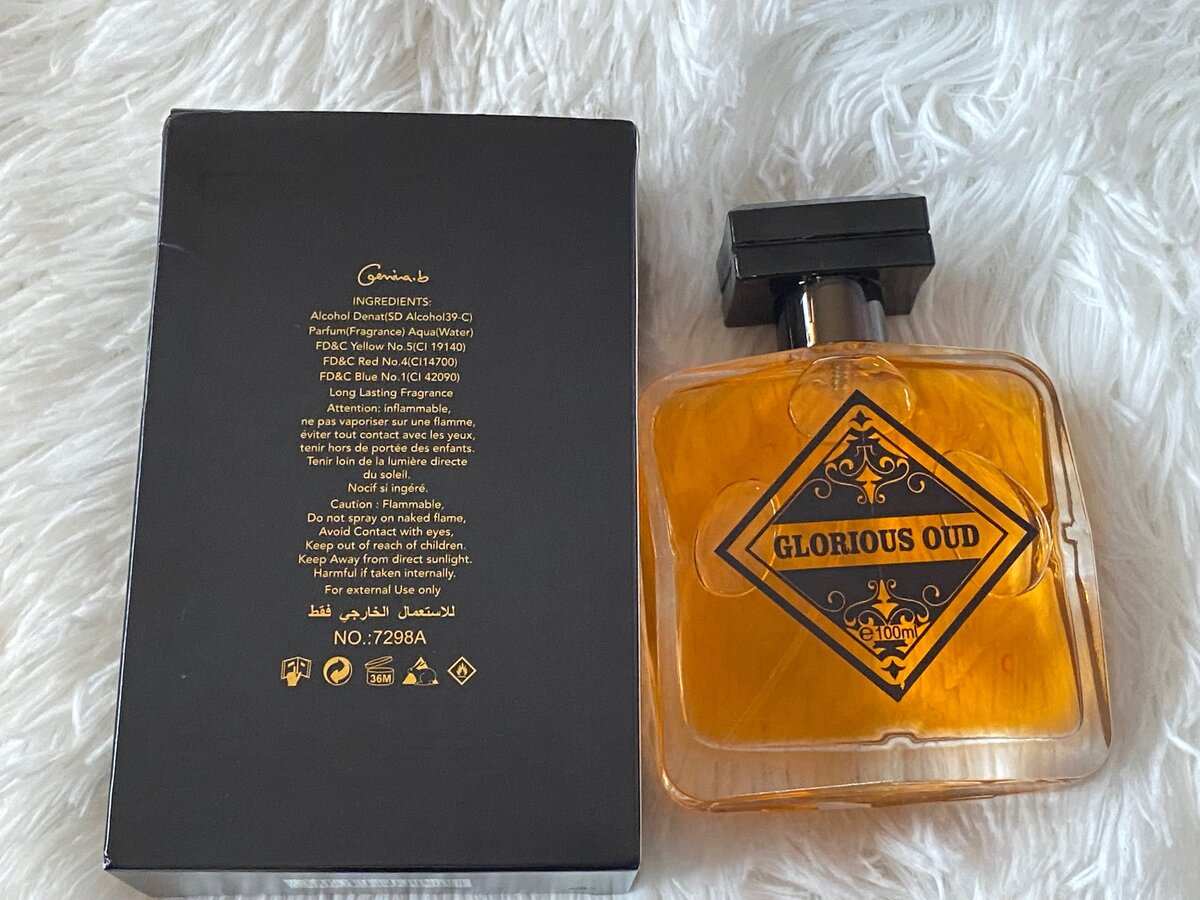 Genina.b
INGREDIENTS:
Alcohol Denat(SD Alcohol39-C)
Parfum(Fragrance) Aqua(Water)
FD&C Yellow No.5(CI 19140)
FD&C Red No.4(CI14700)
FD&C Blue No.1(CI 42090)
Long Lasting Fragrance
Attention: inflammable,
ne pas vaporiser sur une flamme,
éviter tout contact avec les yeux,
tenir hors de portée des enfants.
Tenir loin de la lumière directe
du soleil.
Nocif si ingéré.
Caution : Flammable,
Do not spray on naked flame,
Avoid Contact with eyes,
Keep out of reach of children.
Keep Away from direct sunlight.
Harmful if taken internally.
For external Use only
للاستعمال الخارجي فقط
NO.:7298A
36M
GLORIOUS OUD
e100ml